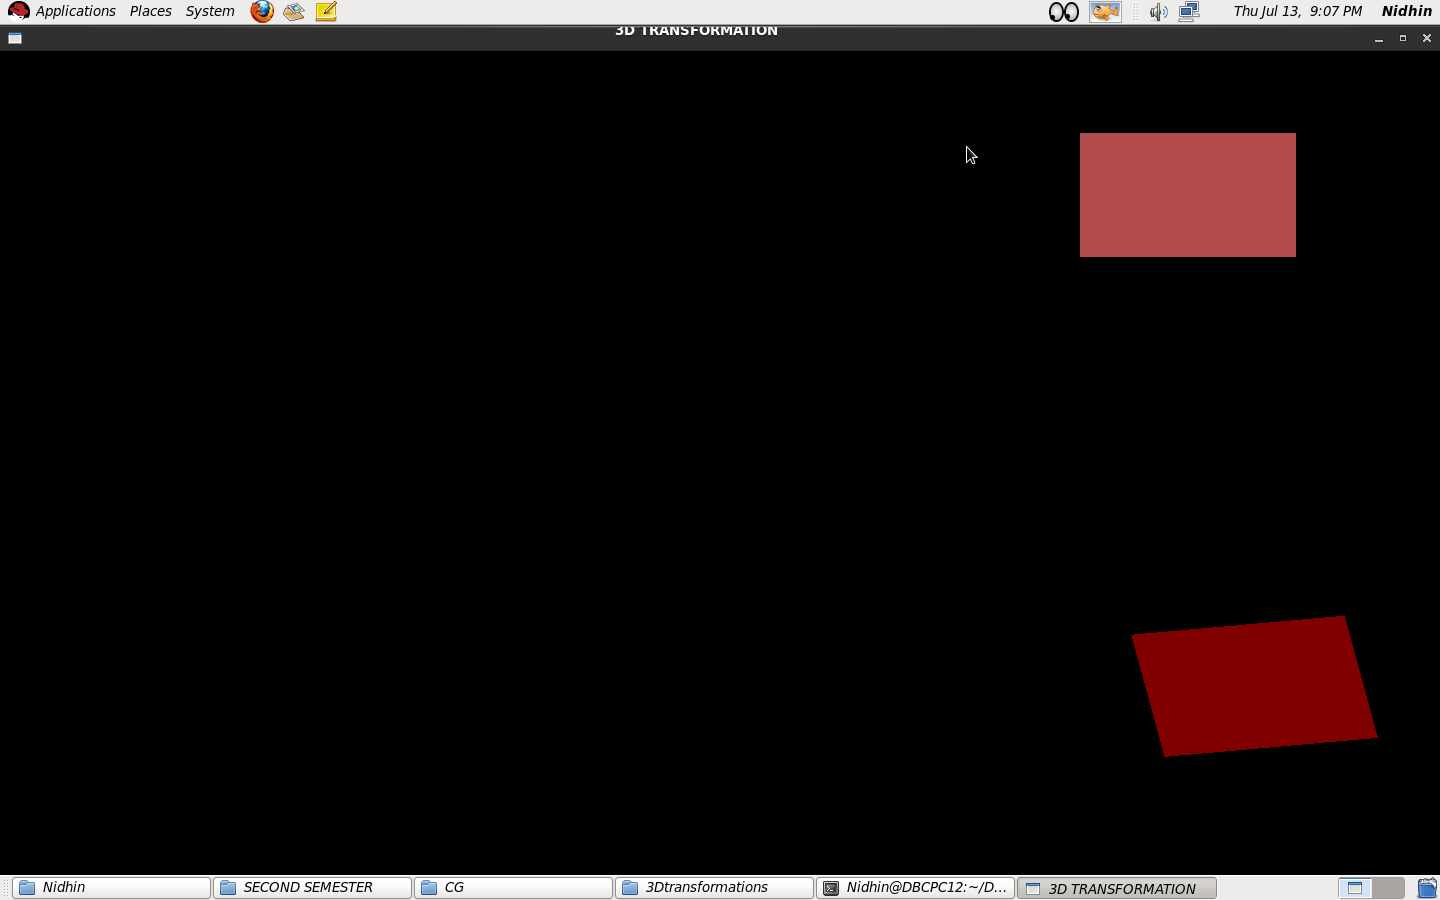 Applications Places System Thu Jul 13, 9:07 PM Nidhin
3D TRANSFORMATION
Nidhin SECOND SEMESTER CG 3Dtransformations Nidhin@DBCPC12:~/D... 3D TRANSFORMATION